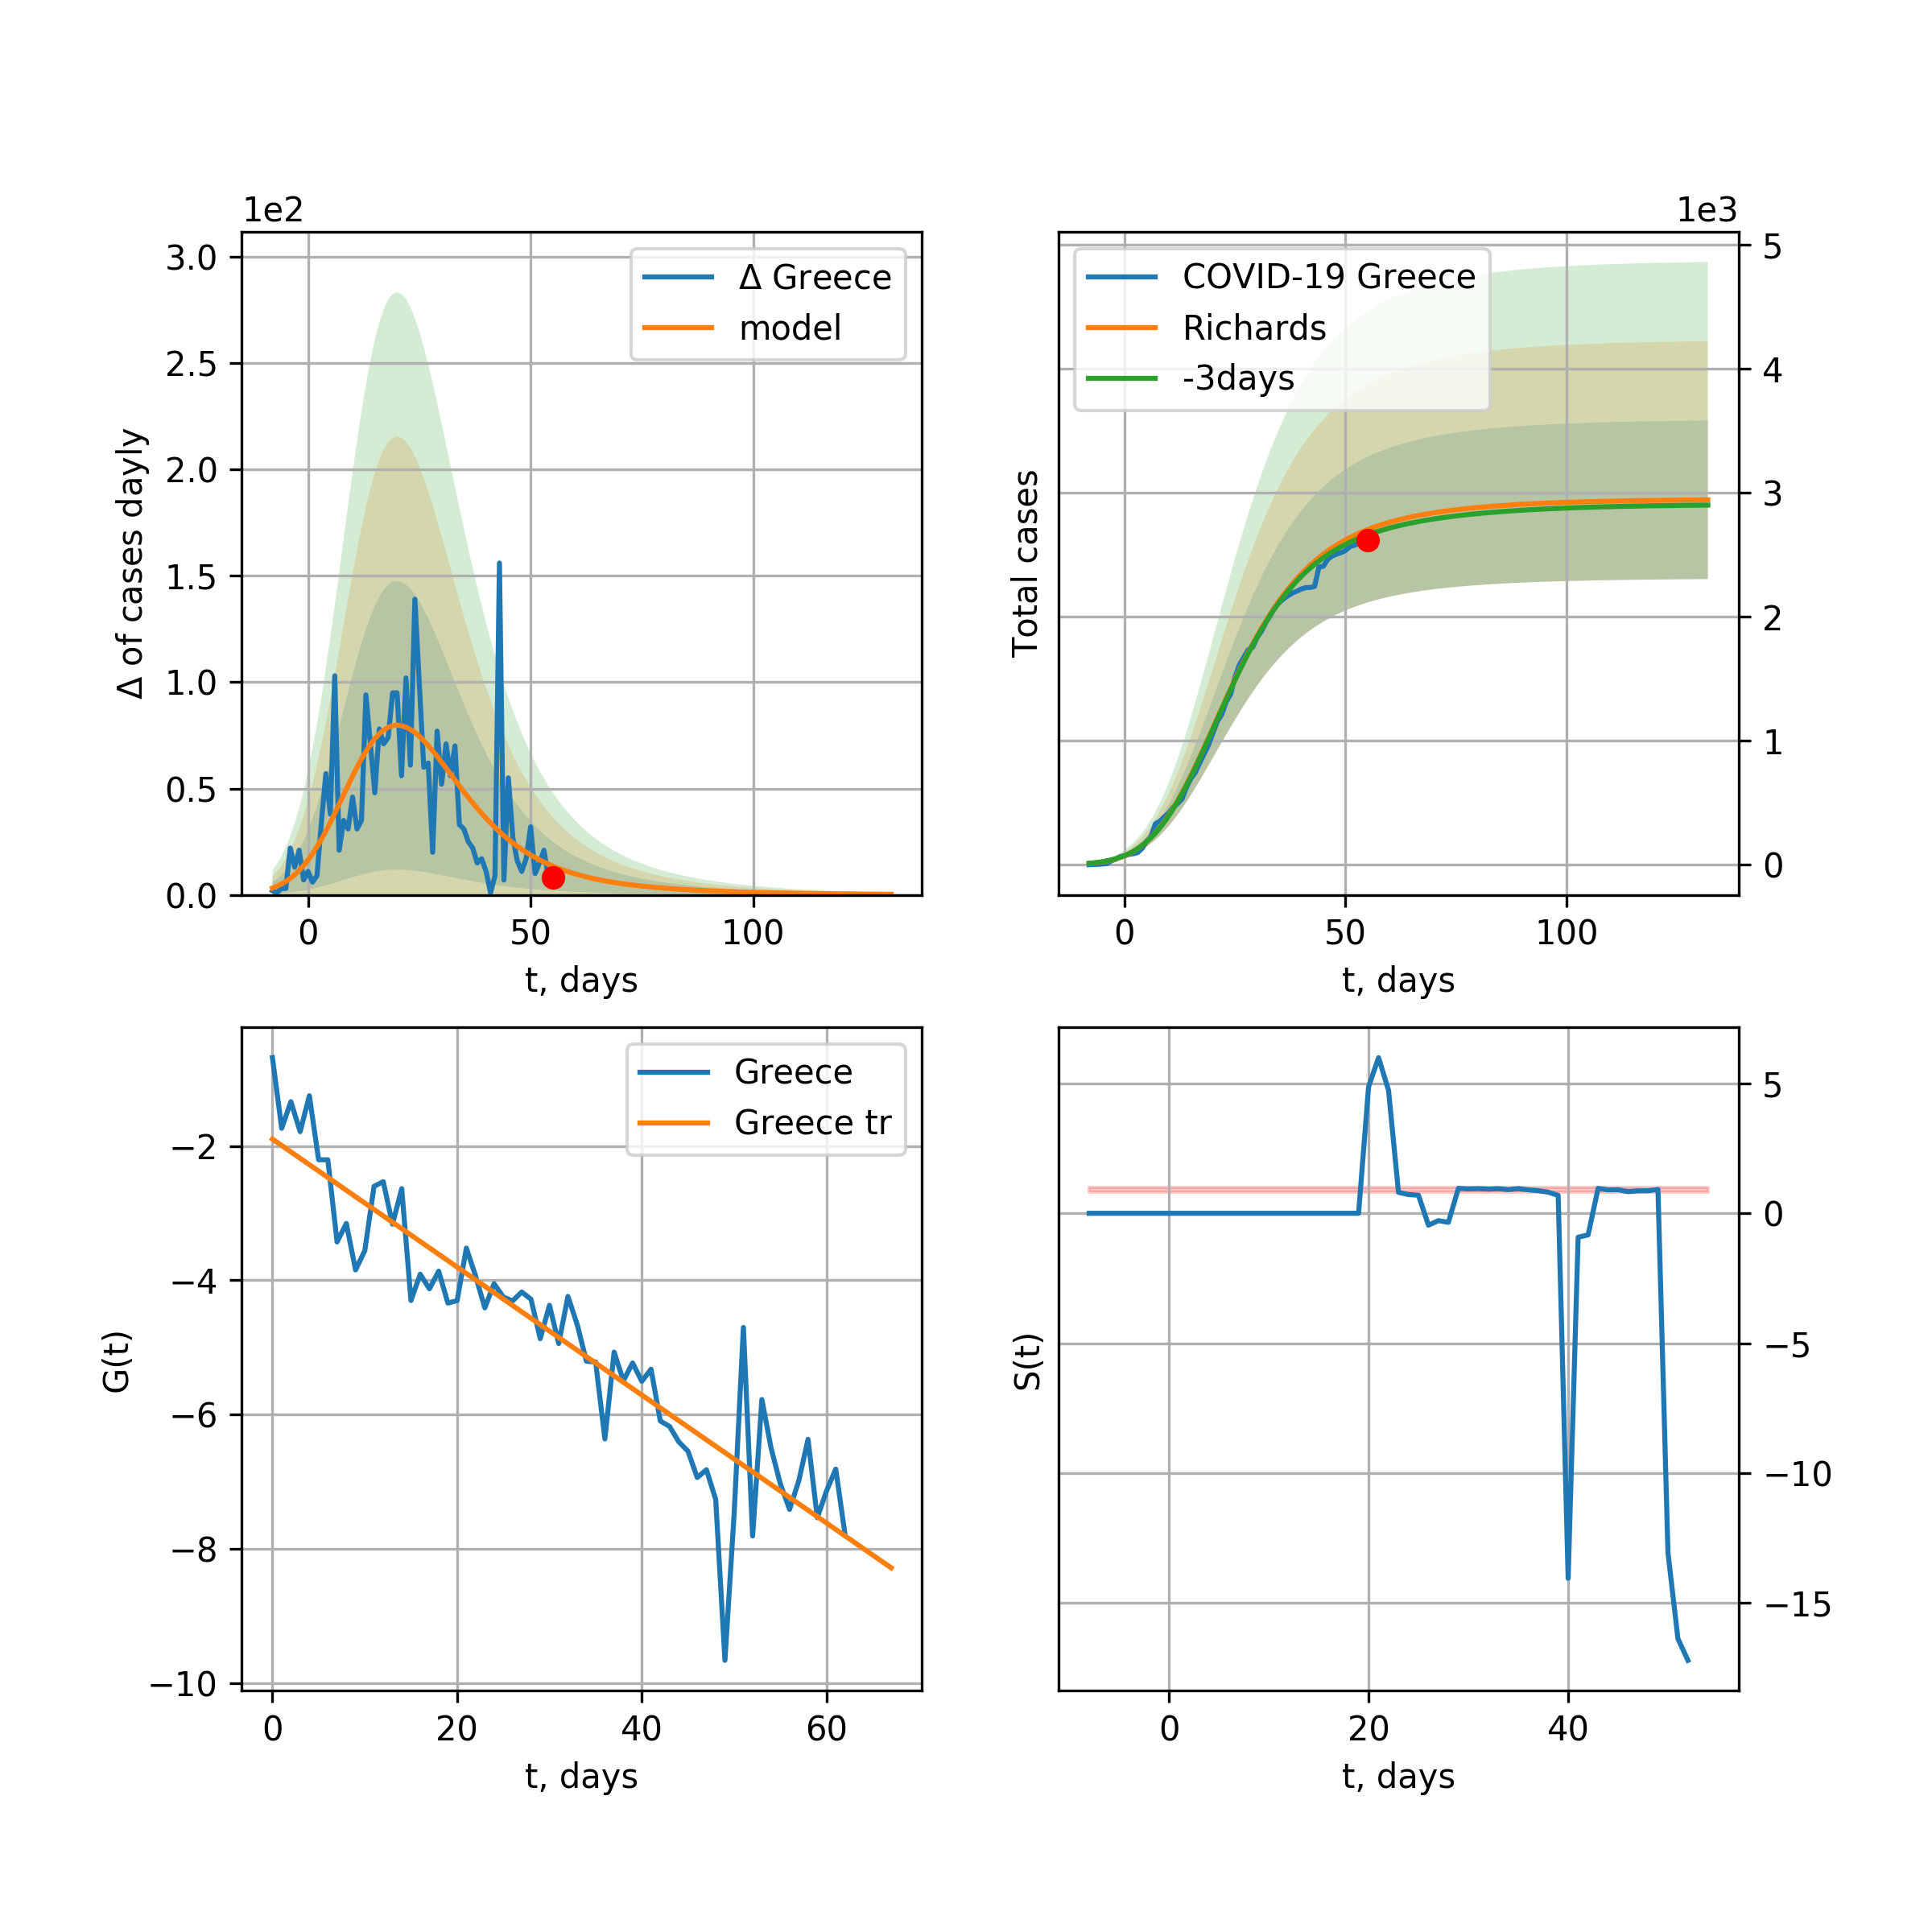 1e2
3.0
2.5
2.0
1.5
1.0
0.5
0.0
Δ of cases dayly
Δ Greece
model
0 50 100
t, days
1e3
COVID-19 Greece
Richards
-3days
Total cases
5
4
3
2
1
0
0 50 100
t, days
Greece
Greece tr
G(t)
−2
−4
−6
−8
−10
0 20 40 60
t, days
S(t)
5
0
−5
−10
−15
0 20 40
t, days